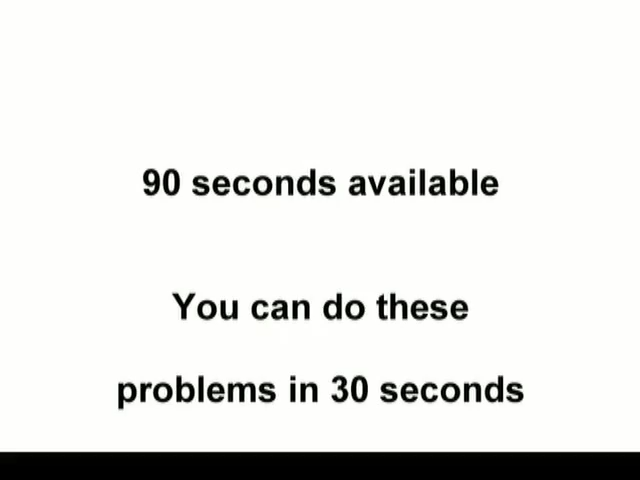 90 seconds available
You can do these
problems in 30 seconds